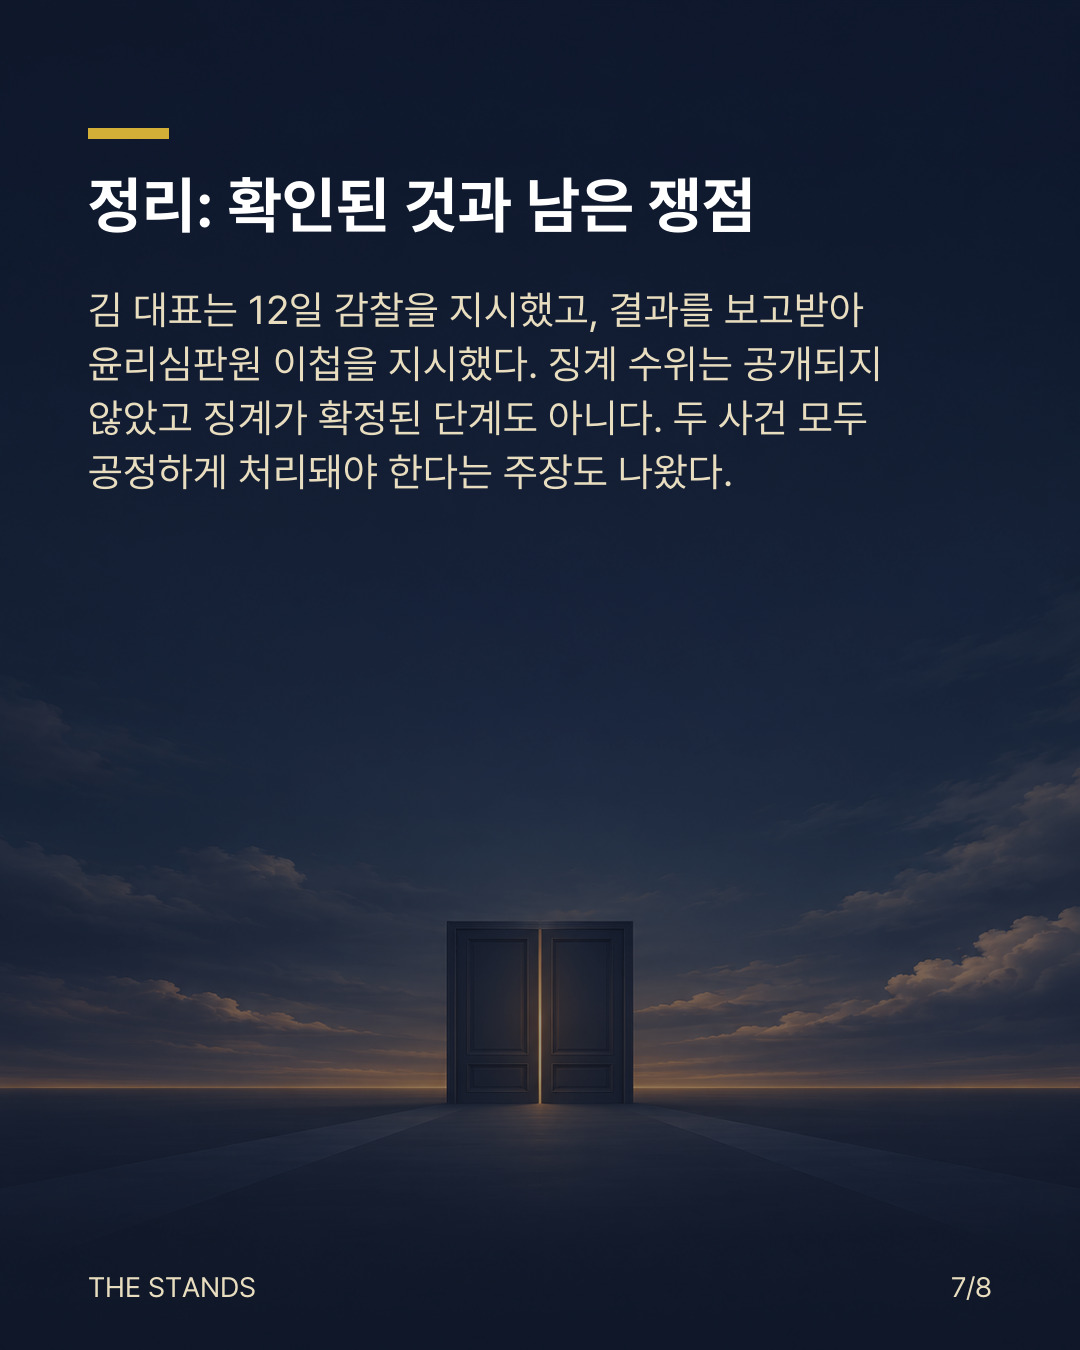 정리: 확인된 것과 남은 쟁점
김 대표는 12일 감찰을 지시했고, 결과를 보고받아
윤리심판원 이첩을 지시했다. 징계 수위는 공개되지
않았고 징계가 확정된 단계도 아니다. 두 사건 모두
공정하게 처리돼야 한다는 주장도 나왔다.
THE STANDS
7/8